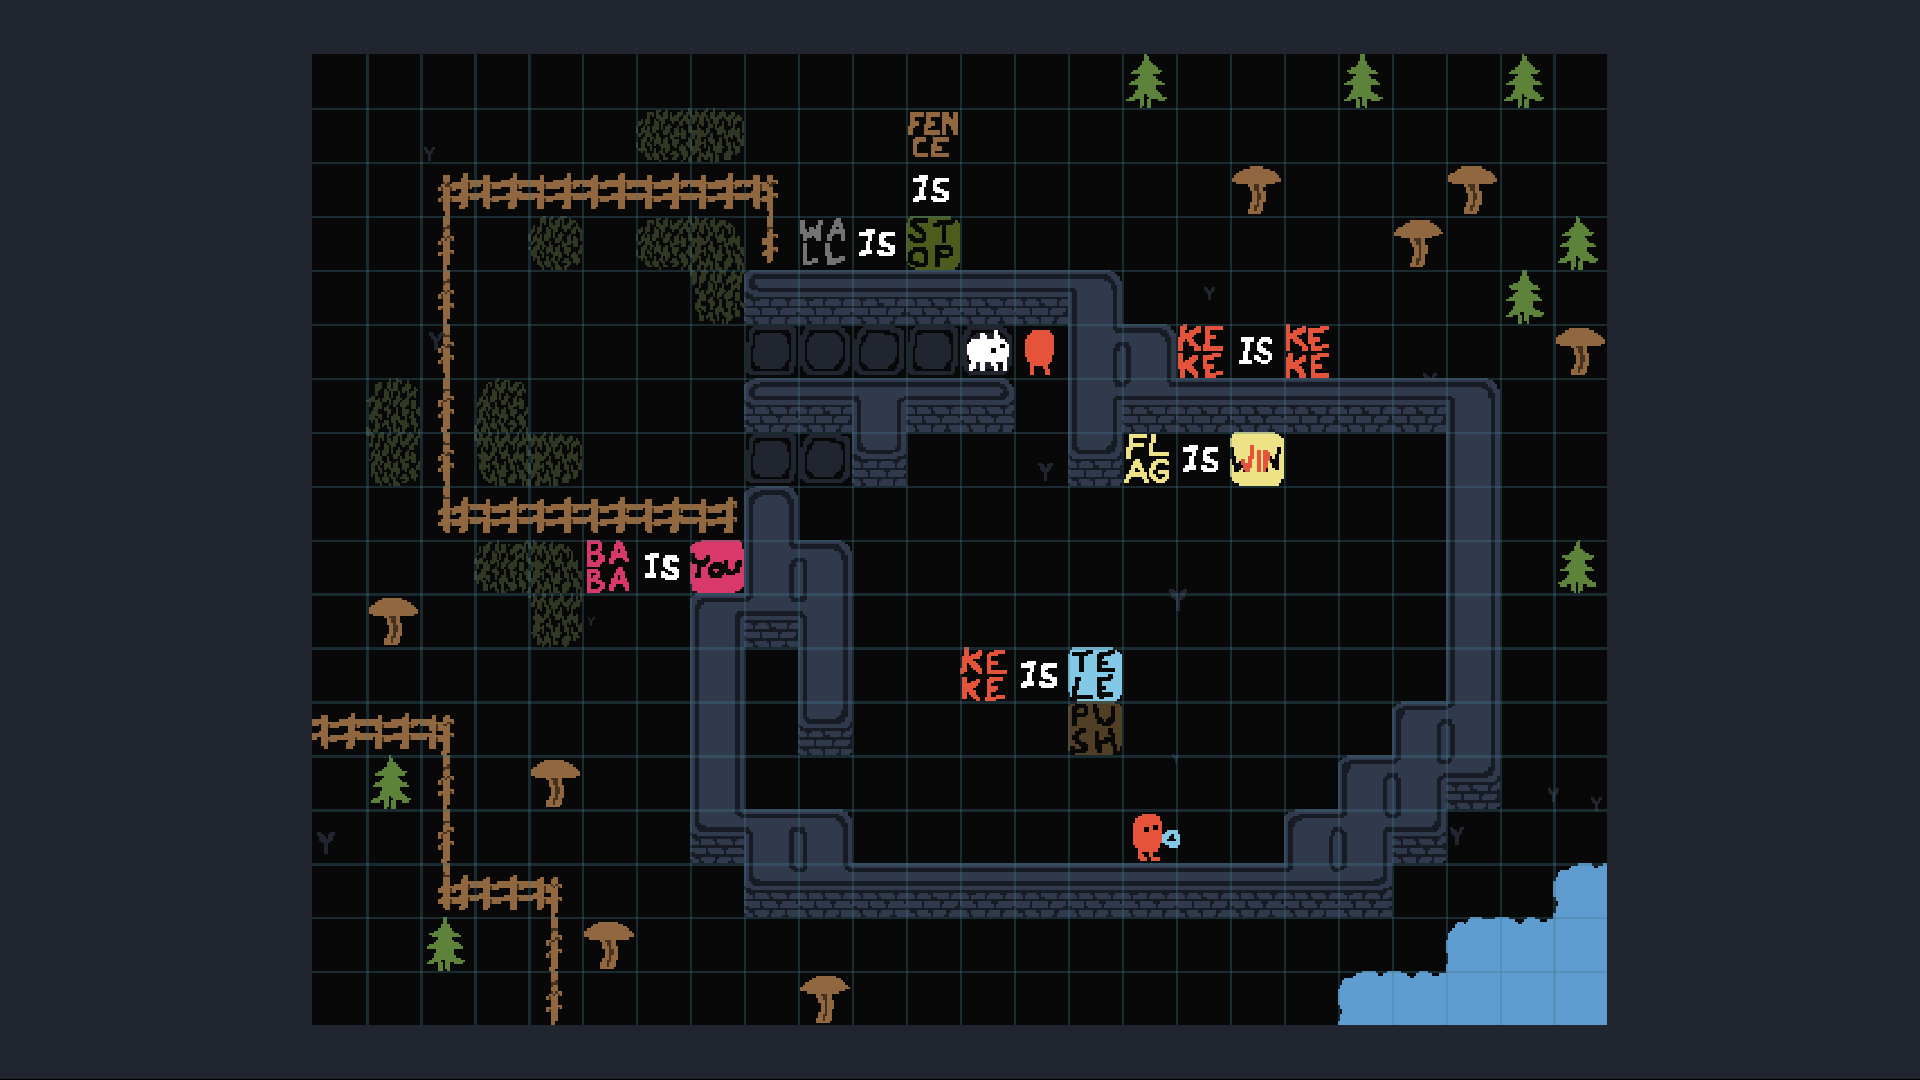 FENCE
IS
WALL IS STOP
KEKE IS KEKE
FLAG IS WIN
BABA IS YOU
KEKE IS TELE
PUSH